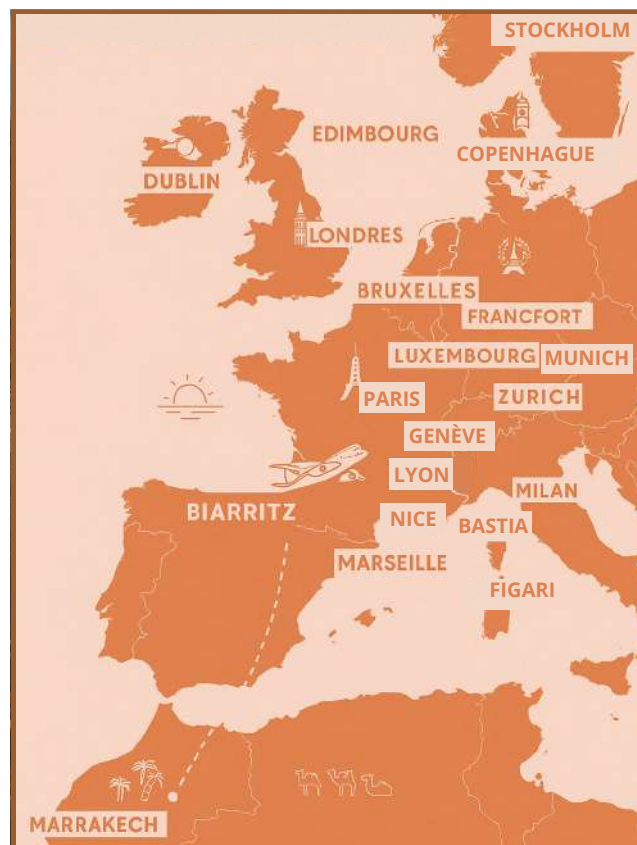 STOCKHOLM
EDIMBOURG
COPENHAGUE
DUBLIN
LONDRES
BRUXELLES
FRANCFORT
LUXEMBOURG
MUNICH
PARIS
ZURICH
GENÈVE
LYON
MILAN
BIARRITZ
NICE
BASTIA
MARSEILLE
FIGARI
MARRAKECH